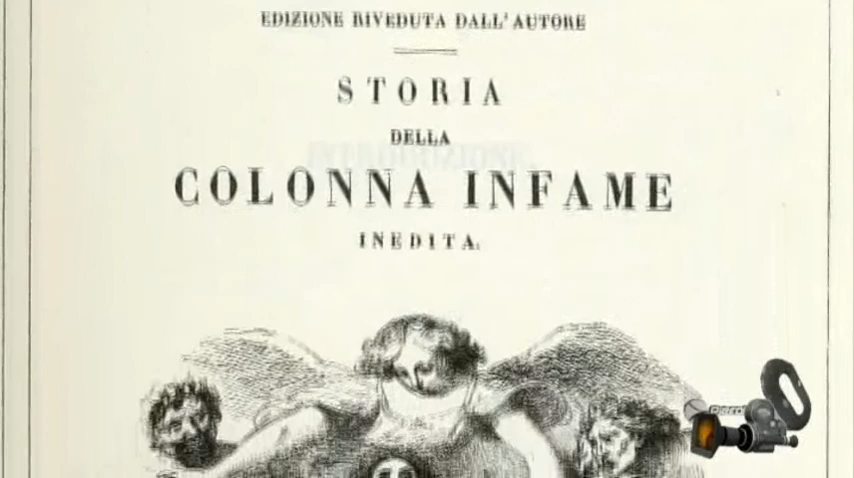 EDIZIONE RIVEDUTA DALL'AUTORE
STORIA
DELLA
COLONNA INFAME
INEDITA.